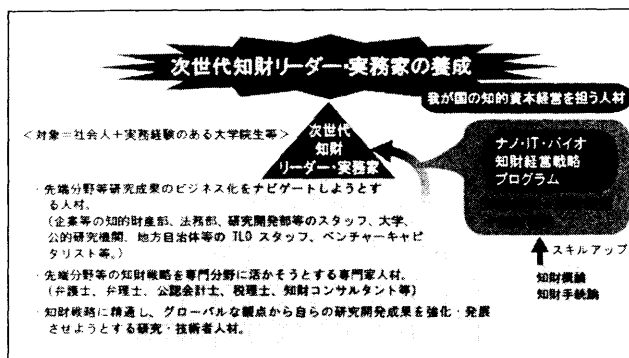 次世代知財リーダー・実務家の養成
我が国の知的資本経営を担う人材
＜対象＝社会人＋実務経験のある大学院生等＞
次世代
知財
リーダー・実務家
ナノ・IT・バイオ
知財経営戦略
プログラム
・先端分野等研究成果のビジネス化をナビゲートしようとす
る人材。
（企業等の知的財産部、法務部、研究開発部等のスタッフ、大学、
公的研究機関、地方自治体等の TLO スタッフ、ベンチャーキャピ
タリスト等。）
・先端分野等の知財戦略を専門分野に活かそうとする専門家人材。
（弁護士、弁理士、公認会計士、税理士、知財コンサルタント等）
・知財戦略に精通し、グローバルな観点から自らの研究開発成果を強化・発展
させようとする研究・技術者人材。
スキルアップ
知財概論
知財手続論